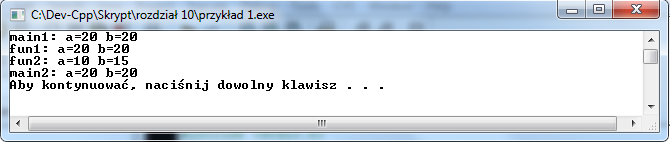 C:\Dev-Cpp\Skrypt\rozdział 10\przykład 1.exe
main1: a=20 b=20
fun1: a=20 b=20
fun2: a=10 b=15
main2: a=20 b=20
Aby kontynuować, naciśnij dowolny klawisz . . .